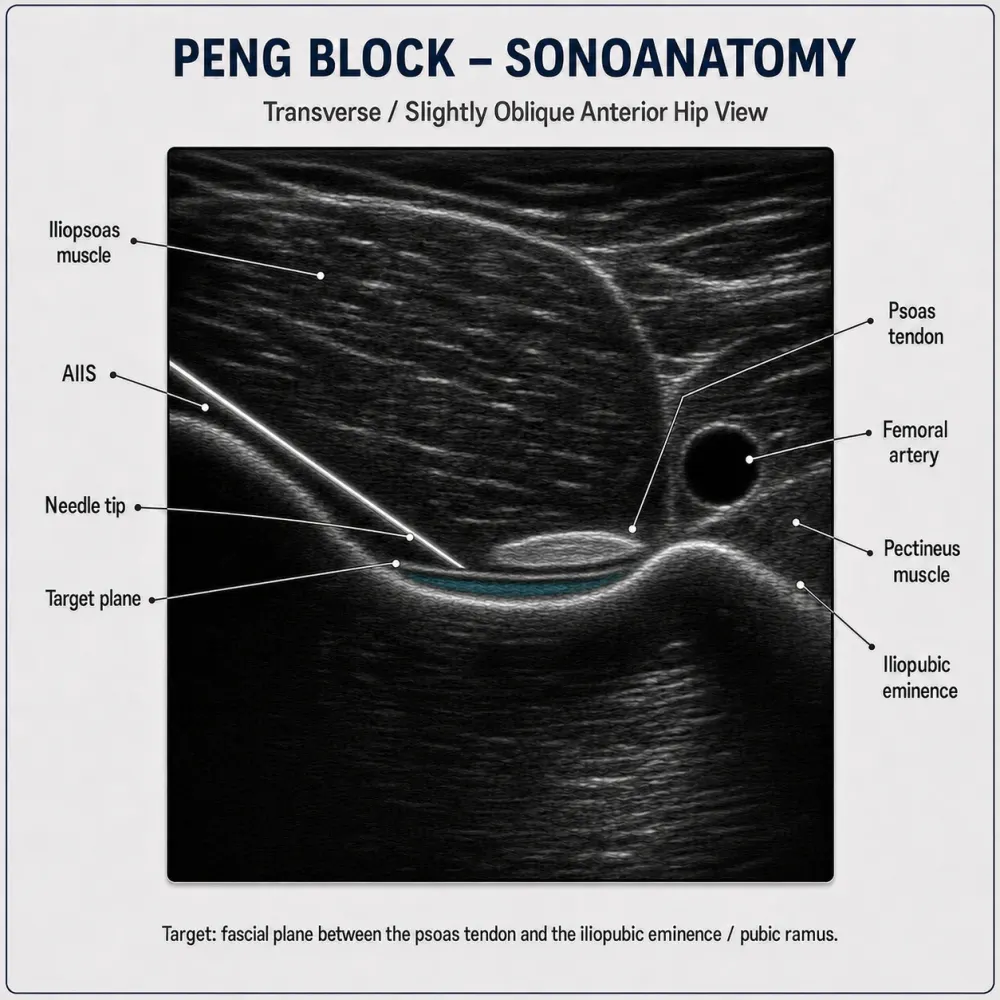 PENG BLOCK – SONOANATOMY
Transverse / Slightly Oblique Anterior Hip View
Iliopsoas
muscle
AIIS
Needle tip
Target plane
Psoas
tendon
Femoral
artery
Pectineus
muscle
Iliopubic
eminence
Target: fascial plane between the psoas tendon and the iliopubic eminence / pubic ramus.